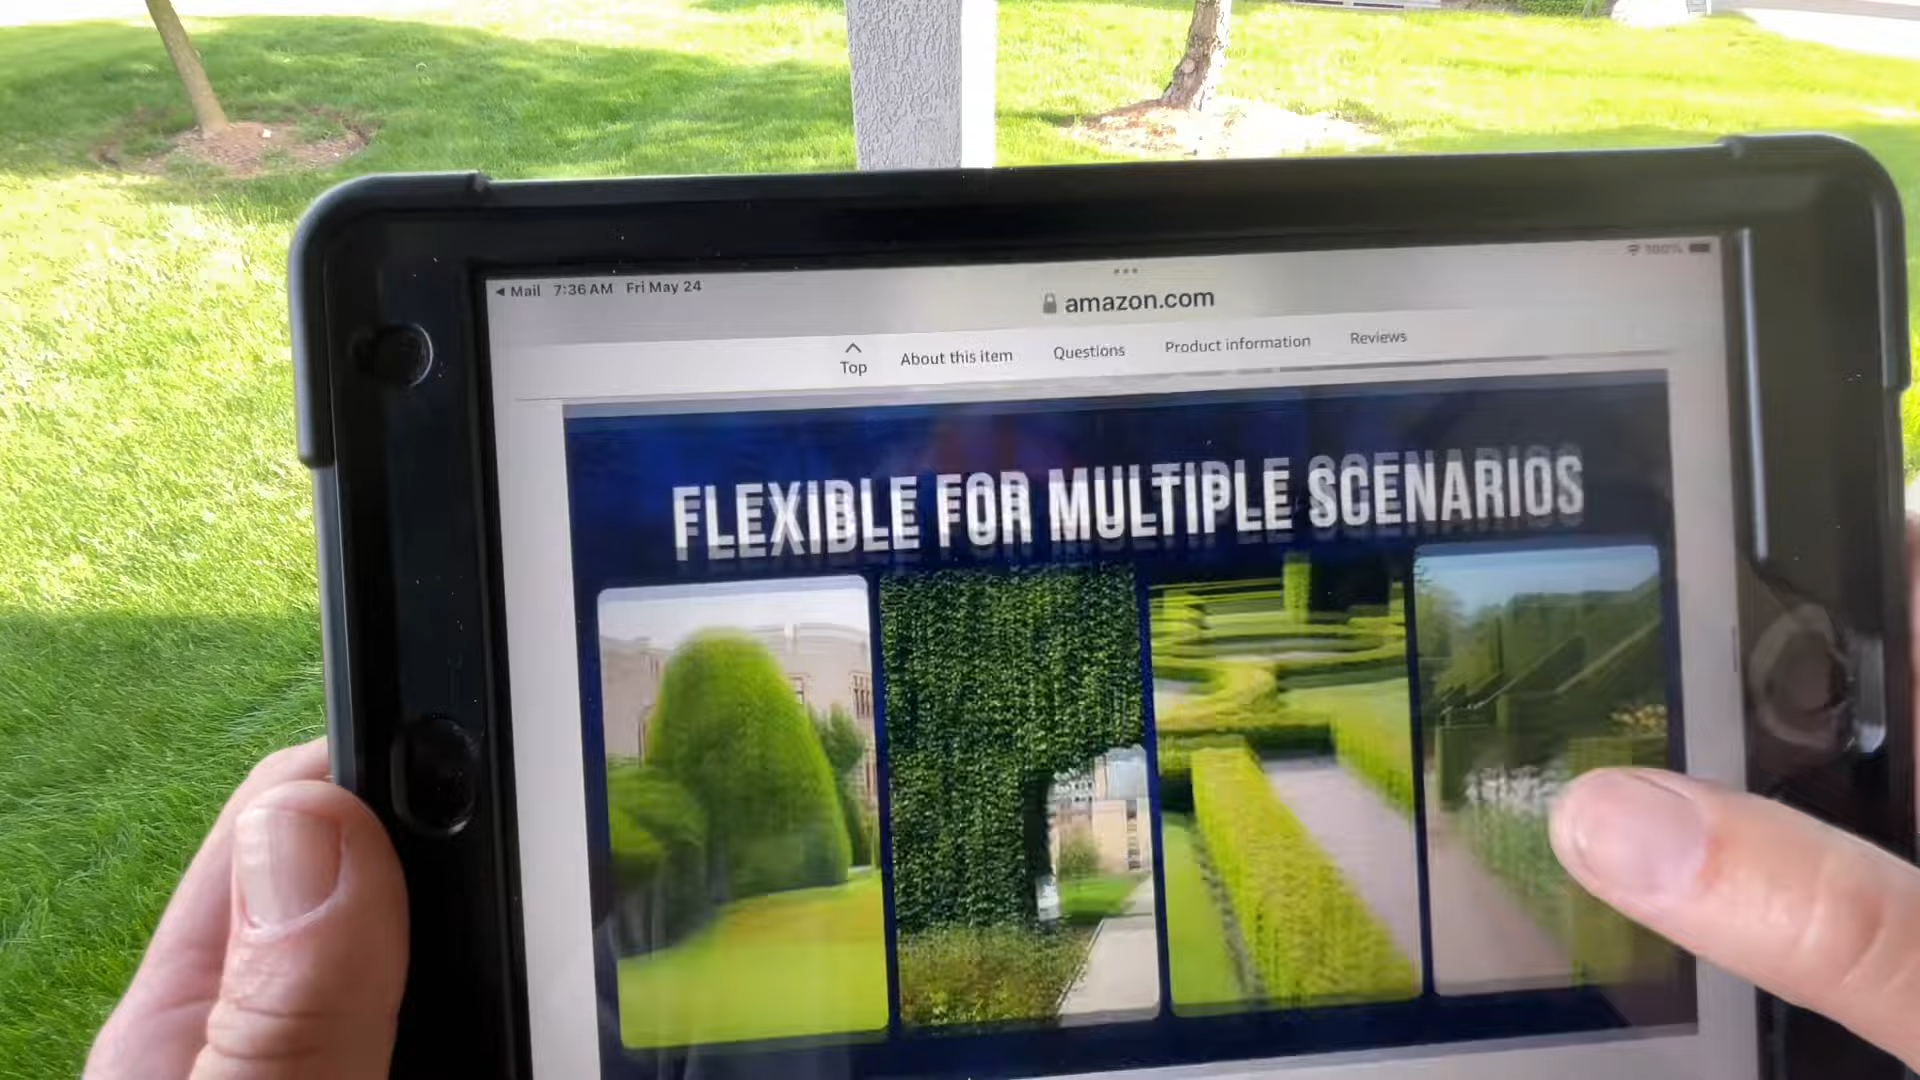 Mail 7:36 AM Fri May 24
100%
amazon.com
Top About this item Questions Product information Reviews
FLEXIBLE FOR MULTIPLE SCENARIOS